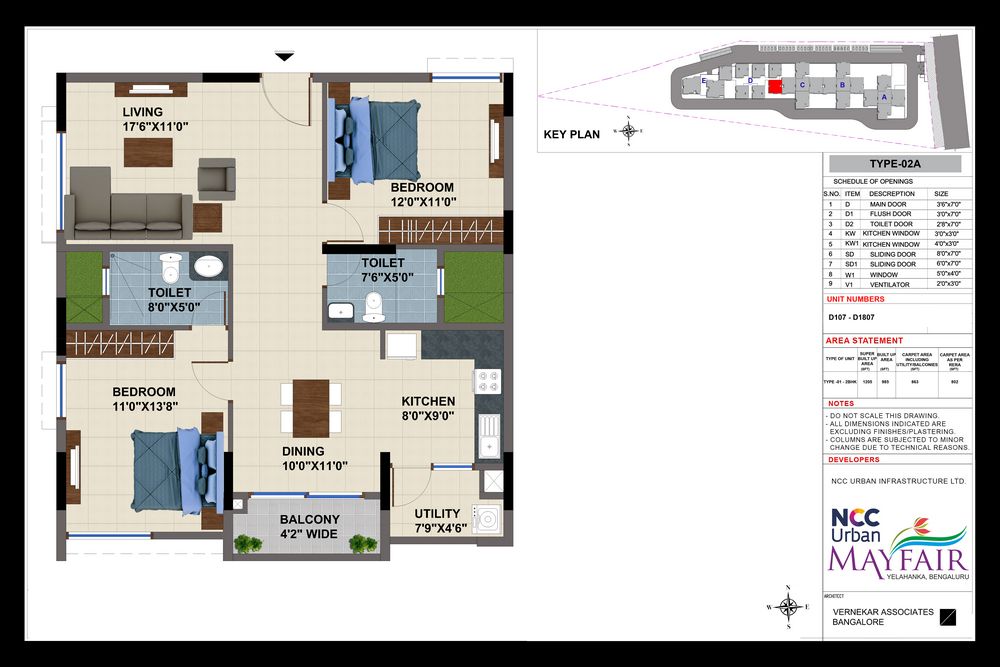 LIVING
17'6"X11'0"
BEDROOM
12'0"X11'0"
TOILET
7'6"X5'0"
TOILET
8'0"X5'0"
BEDROOM
11'0"X13'8"
KITCHEN
8'0"X9'0"
DINING
10'0"X11'0"
BALCONY
4'2" WIDE
UTILITY
7'9"X4'6"
KEY PLAN
N
W E
S
E D C B A
TYPE-02A
SCHEDULE OF OPENINGS
S.NO. ITEM DESCREPTION SIZE
1 D MAIN DOOR 3'6"x7'0"
2 D1 FLUSH DOOR 3'0"x7'0"
3 D2 TOILET DOOR 2'8"x7'0"
4 KW KITCHEN WINDOW 3'0"x3'0"
5 KW1 KITCHEN WINDOW 4'0"x3'0"
6 SD SLIDING DOOR 8'0"x7'0"
7 SD1 SLIDING DOOR 6'0"x7'0"
8 W1 WINDOW 5'0"x4'0"
9 V1 VENTILATOR 2'0"x3'0"
UNIT NUMBERS
D107 - D1807
AREA STATEMENT
TYPE OF UNIT SUPER BUILT UP AREA (SFT) BUILT UP AREA (SFT) CARPET AREA INCLUDING UTILITY/BALCONIES (SFT) CARPET AREA AS PER RERA (SFT)
TYPE -01 - 2BHK 1205 985 863 802
NOTES
- DO NOT SCALE THIS DRAWING.
- ALL DIMENSIONS INDICATED ARE
EXCLUDING FINISHES/PLASTERING.
- COLUMNS ARE SUBJECTED TO MINOR
CHANGE DUE TO TECHNICAL REASONS.
DEVELOPERS
NCC URBAN INFRASTRUCTURE LTD.
NCC
Urban
MAYFAIR
YELAHANKA, BENGALURU
ARCHITECT
VERNEKAR ASSOCIATES
BANGALORE
N
W E
S